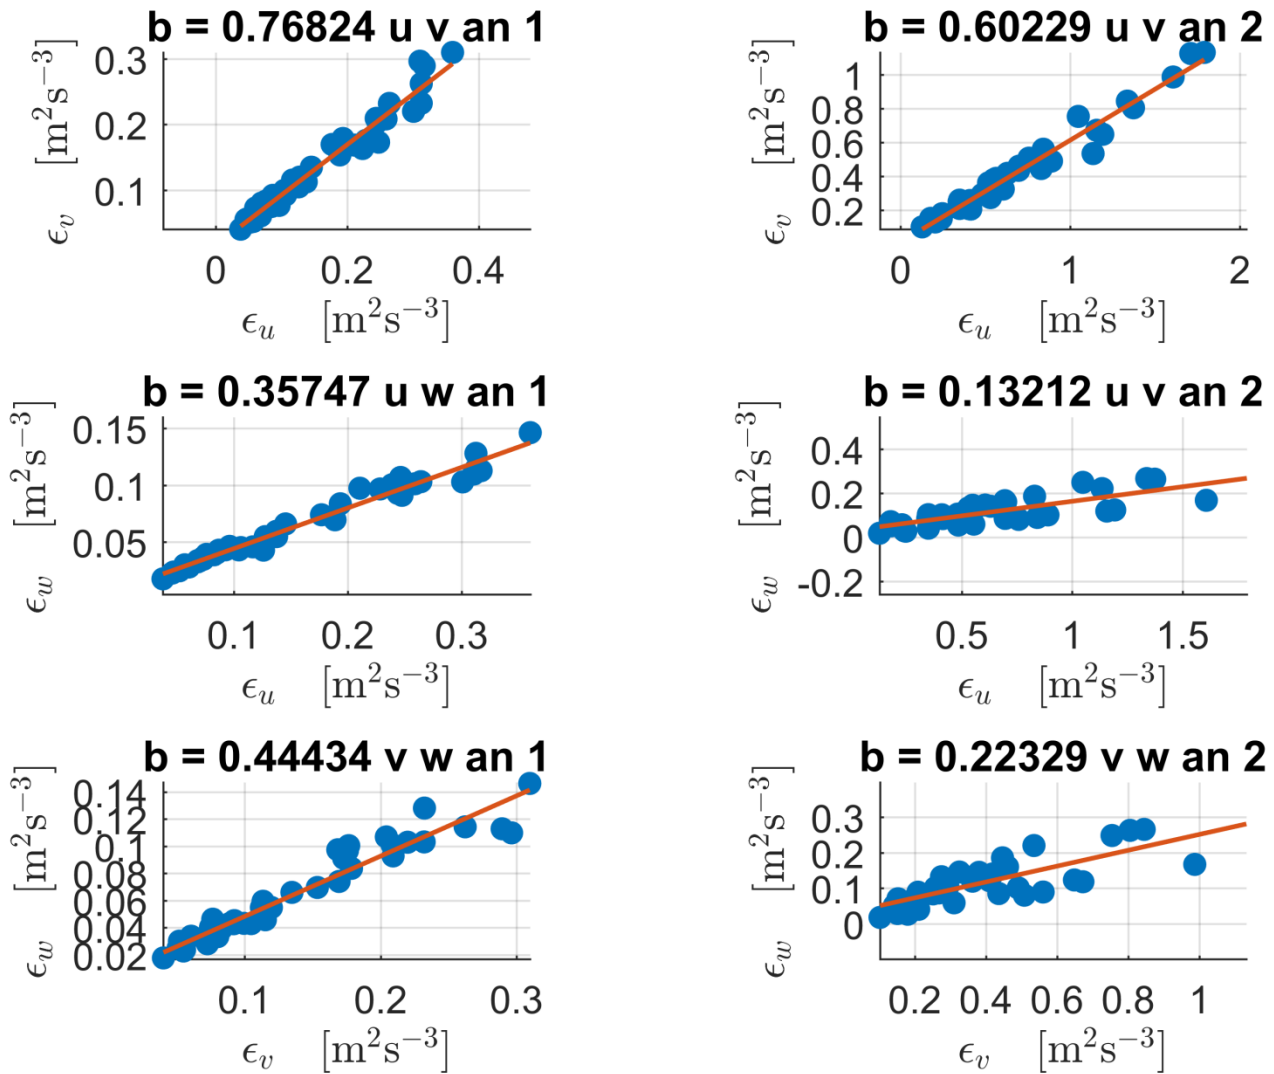 b = 0.76824 u v an 1
0.3
0.2
0.1
ϵv [m²s⁻³]
0 0.2 0.4
ϵu [m²s⁻³]
b = 0.60229 u v an 2
1
0.8
0.6
0.4
0.2
ϵv [m²s⁻³]
0 1 2
ϵu [m²s⁻³]
b = 0.35747 u w an 1
0.15
0.1
0.05
ϵw [m²s⁻³]
0.1 0.2 0.3
ϵu [m²s⁻³]
b = 0.13212 u v an 2
0.4
0.2
0
-0.2
ϵw [m²s⁻³]
0.5 1 1.5
ϵu [m²s⁻³]
b = 0.44434 v w an 1
0.14
0.12
0.1
0.08
0.06
0.04
0.02
ϵw [m²s⁻³]
0.1 0.2 0.3
ϵv [m²s⁻³]
b = 0.22329 v w an 2
0.3
0.2
0.1
0
ϵw [m²s⁻³]
0.2 0.4 0.6 0.8 1
ϵv [m²s⁻³]